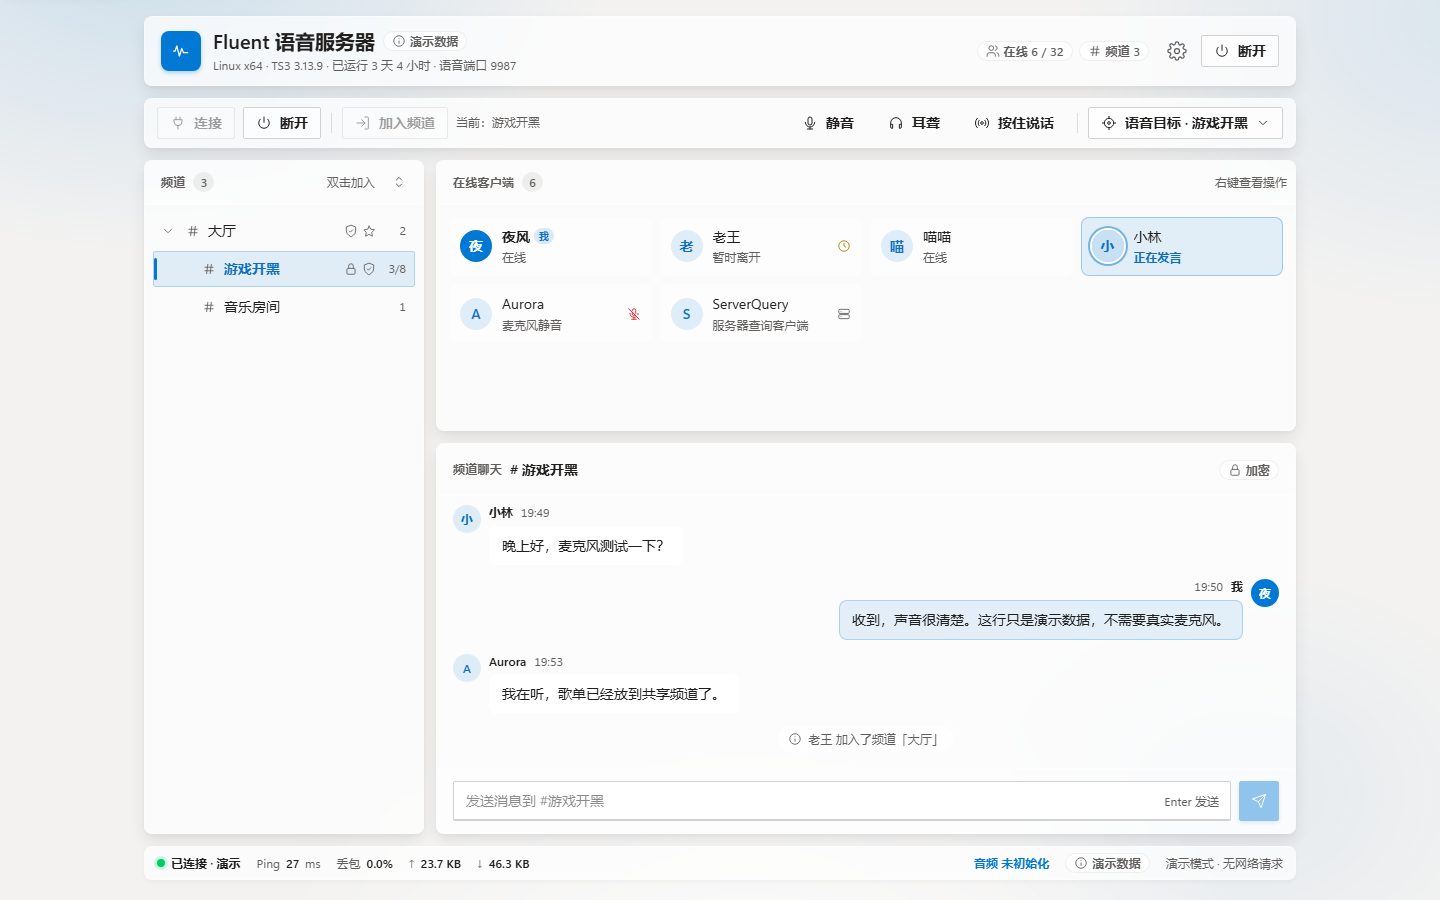 Fluent 语音服务器 演示数据
Linux x64 · TS3 3.13.9 · 已运行 3 天 4 小时 · 语音端口 9987
在线 6 / 32 # 频道 3 断开
连接 断开 加入频道 当前：游戏开黑 静音 耳聋 按住说话 语音目标 · 游戏开黑
频道 3 双击加入
# 大厅 2
# 游戏开黑 3/8
# 音乐房间 1
在线客户端 6 右键查看操作
夜 夜风 我
在线
老 老王
暂时离开
喵 喵喵
在线
小 小林
正在发言
A Aurora
麦克风静音
S ServerQuery
服务器查询客户端
频道聊天 # 游戏开黑 加密
小 小林 19:49
晚上好，麦克风测试一下？
19:50 我 夜
收到，声音很清楚。这行只是演示数据，不需要真实麦克风。
A Aurora 19:53
我在听，歌单已经放到共享频道了。
老王 加入了频道「大厅」
发送消息到 #游戏开黑 Enter 发送
已连接 · 演示 Ping 27 ms 丢包 0.0% ↑ 23.7 KB ↓ 46.3 KB 音频 未初始化 演示数据 演示模式 · 无网络请求